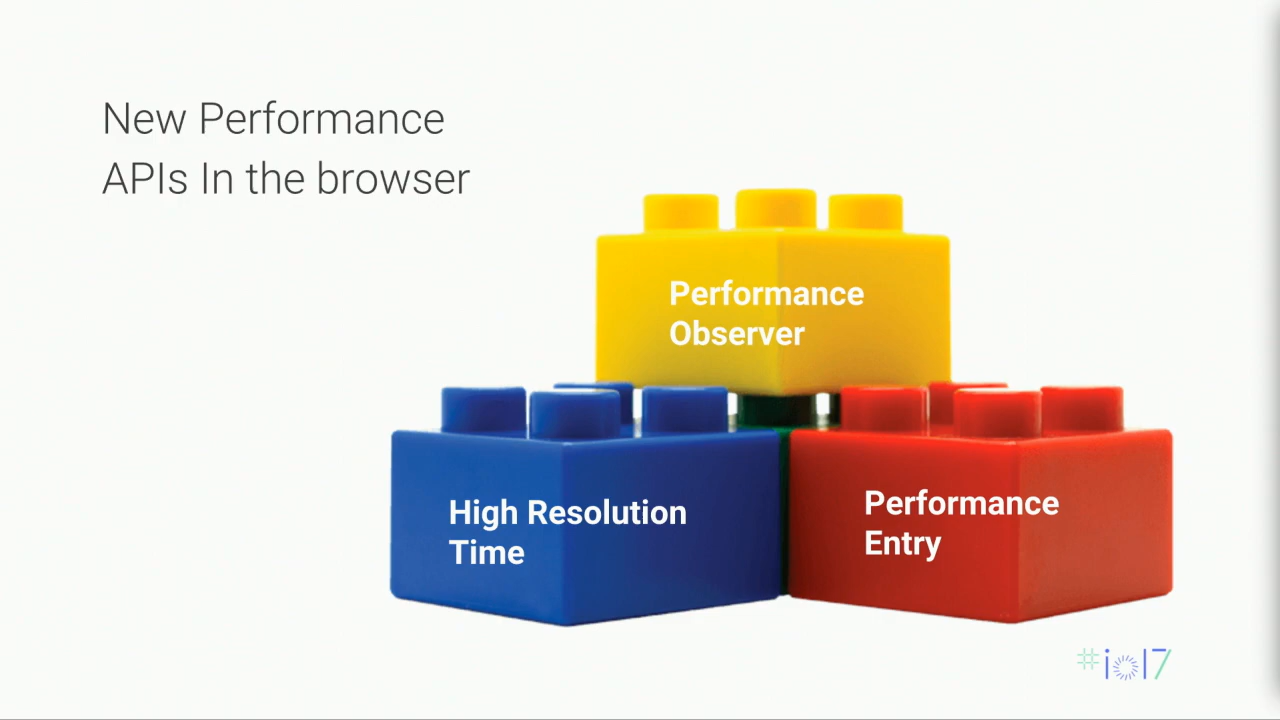 New Performance
APIs In the browser
Performance
Observer
High Resolution
Time
Performance
Entry
#io17